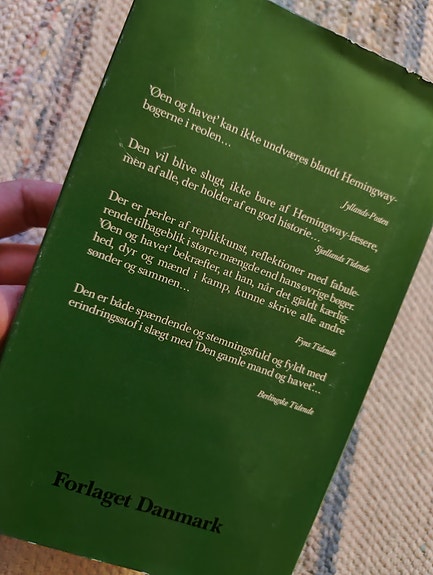 'Øen og havet' kan ikke undværes blandt Hemingway-
bøgerne i reolen...
Jyllands-Posten
Den vil blive slugt, ikke bare af Hemingway-læsere,
men af alle, der holder af en god historie...
Sjællands Tidende
Der er perler af replikkunst, reflektioner med fabule-
rende tilbageblik i større mængde end hans øvrige bøger.
'Øen og havet' bekræfter, at han, når det gjaldt kærlig-
hed, dyr og mænd i kamp, kunne skrive alle andre
sønder og sammen...
Fyns Tidende
Den er både spændende og stemningsfuld og fyldt med
erindringsstof i slægt med 'Den gamle mand og havet'...
Berlingske Tidende
Forlaget Danmark